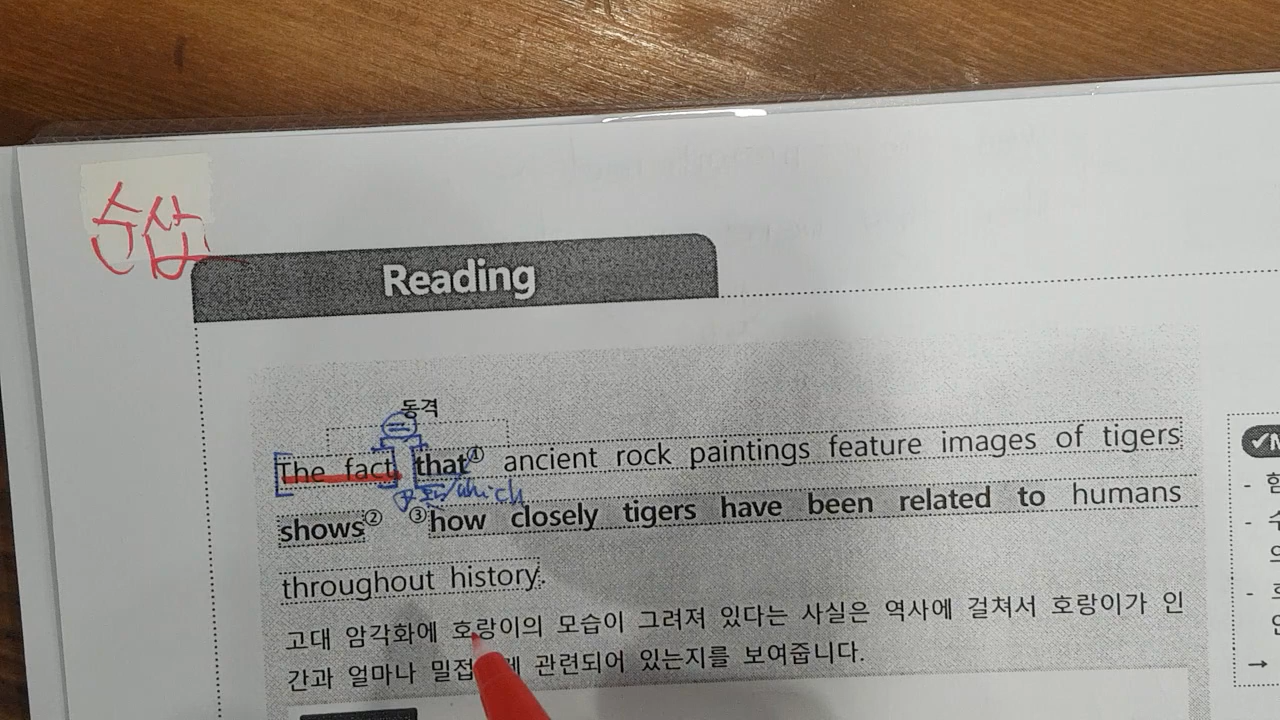 수삽
Reading
동격
=
The fact that① ancient rock paintings feature images of tigers
which
shows② ③how closely tigers have been related to humans
throughout history.
고대 암각화에 호랑이의 모습이 그려져 있다는 사실은 역사에 걸쳐서 호랑이가 인
간과 얼마나 밀접 관련되어 있는지를 보여줍니다.